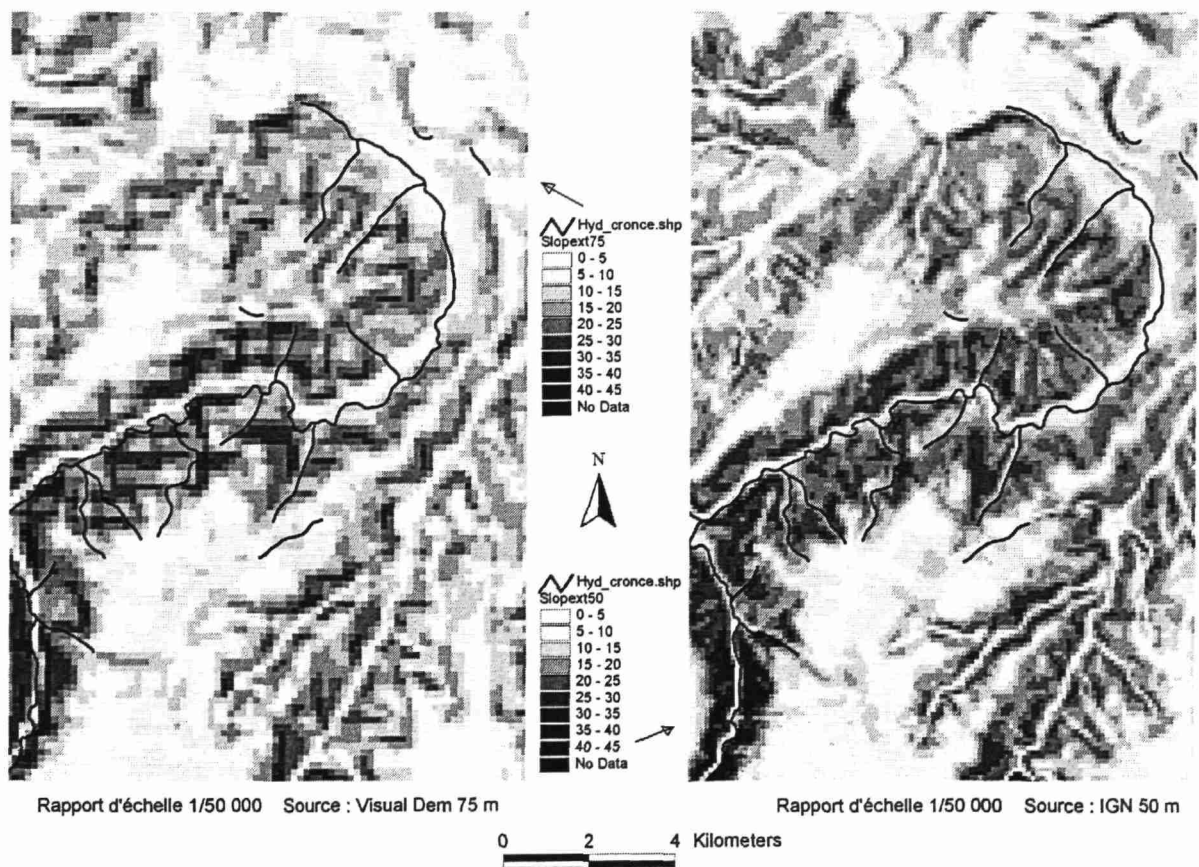 Hyd_cronce.shp
Slopext75
0 - 5
5 - 10
10 - 15
15 - 20
20 - 25
25 - 30
30 - 35
35 - 40
40 - 45
No Data
N
Hyd_cronce.shp
Slopext50
0 - 5
5 - 10
10 - 15
15 - 20
20 - 25
25 - 30
30 - 35
35 - 40
40 - 45
No Data
Rapport d'échelle 1/50 000 Source : Visual Dem 75 m
Rapport d'échelle 1/50 000 Source : IGN 50 m
0 2 4 Kilometers